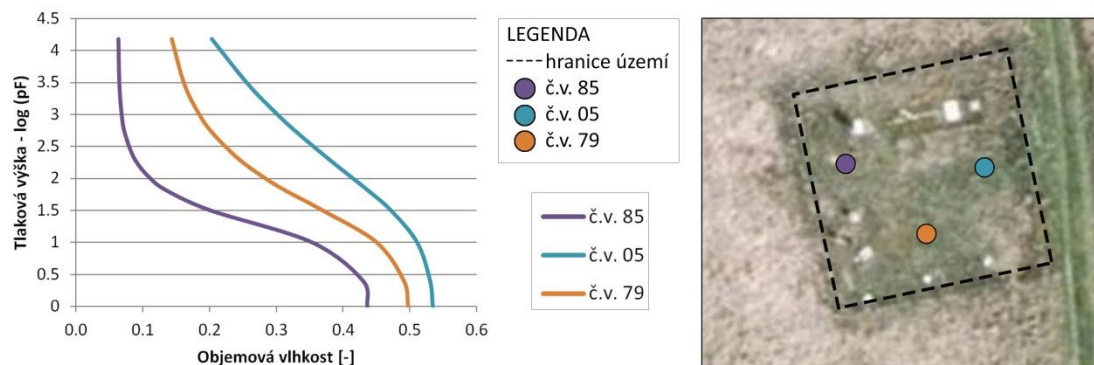 4.5
4
3.5
3
2.5
2
1.5
1
0.5
0
Tlaková výška - log (pF)
0.0 0.1 0.2 0.3 0.4 0.5 0.6
Objemová vlhkost [-]
LEGENDA
hranice území
č.v. 85
č.v. 05
č.v. 79
č.v. 85
č.v. 05
č.v. 79